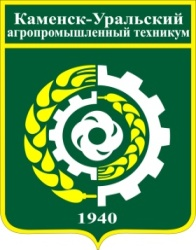 Каменск-Уральский
агропромышленный техникум
1940